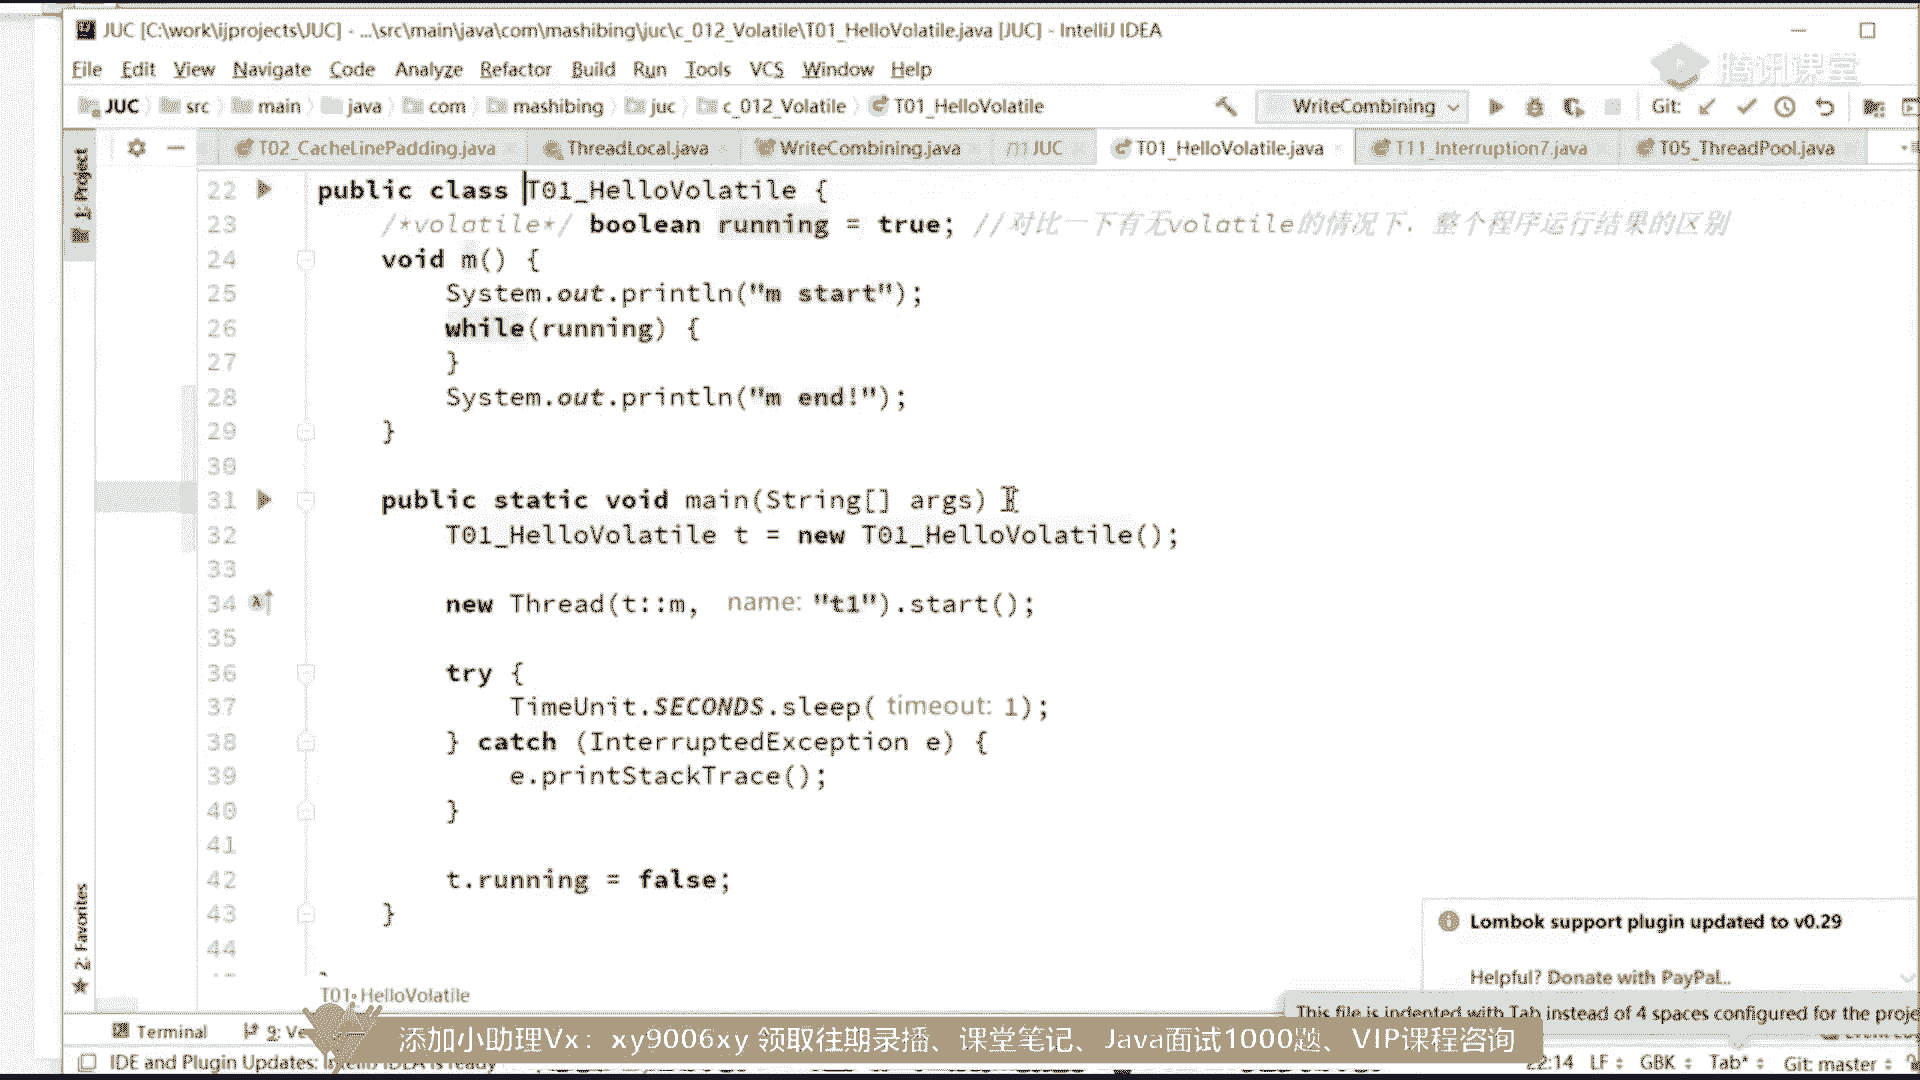 JUC [C:\work\ijprojects\JUC] - ...\src\main\java\com\mashibing\juc\c_012_Volatile\T01_HelloVolatile.java [JUC] - IntelliJ IDEA
File Edit View Navigate Code Analyze Refactor Build Run Tools VCS Window Help
腾讯课堂
JUC src main java com mashibing juc c_012_Volatile T01_HelloVolatile WriteCombining Git:
T02_CacheLinePadding.java ThreadLocal.java WriteCombining.java JUC T01_HelloVolatile.java T11_Interruption7.java T05_ThreadPool.java
1: Project
22 public class T01_HelloVolatile {
23 /*volatile*/ boolean running = true; //对比一下有无volatile的情况下，整个程序运行结果的区别
24 void m() {
25 System.out.println("m start");
26 while(running) {
27 }
28 System.out.println("m end!");
29 }
30
31 public static void main(String[] args) {
32 T01_HelloVolatile t = new T01_HelloVolatile();
33
34 new Thread(t::m, name: "t1").start();
35
36 try {
37 TimeUnit.SECONDS.sleep( timeout: 1);
38 } catch (InterruptedException e) {
39 e.printStackTrace();
40 }
41
42 t.running = false;
43 }
44
2: Favorites
T01_HelloVolatile
Lombok support plugin updated to v0.29
Helpful? Donate with PayPal...
This file is indented with Tab instead of 4 spaces configured for the proje
Terminal 9:
添加小助理Vx：xy9006xy 领取往期录播、课堂笔记、Java面试1000题、VIP课程咨询
IDE and Plugin Updates: IntelliJ IDEA is ready 22:14 LF GBK Tab* Git: master